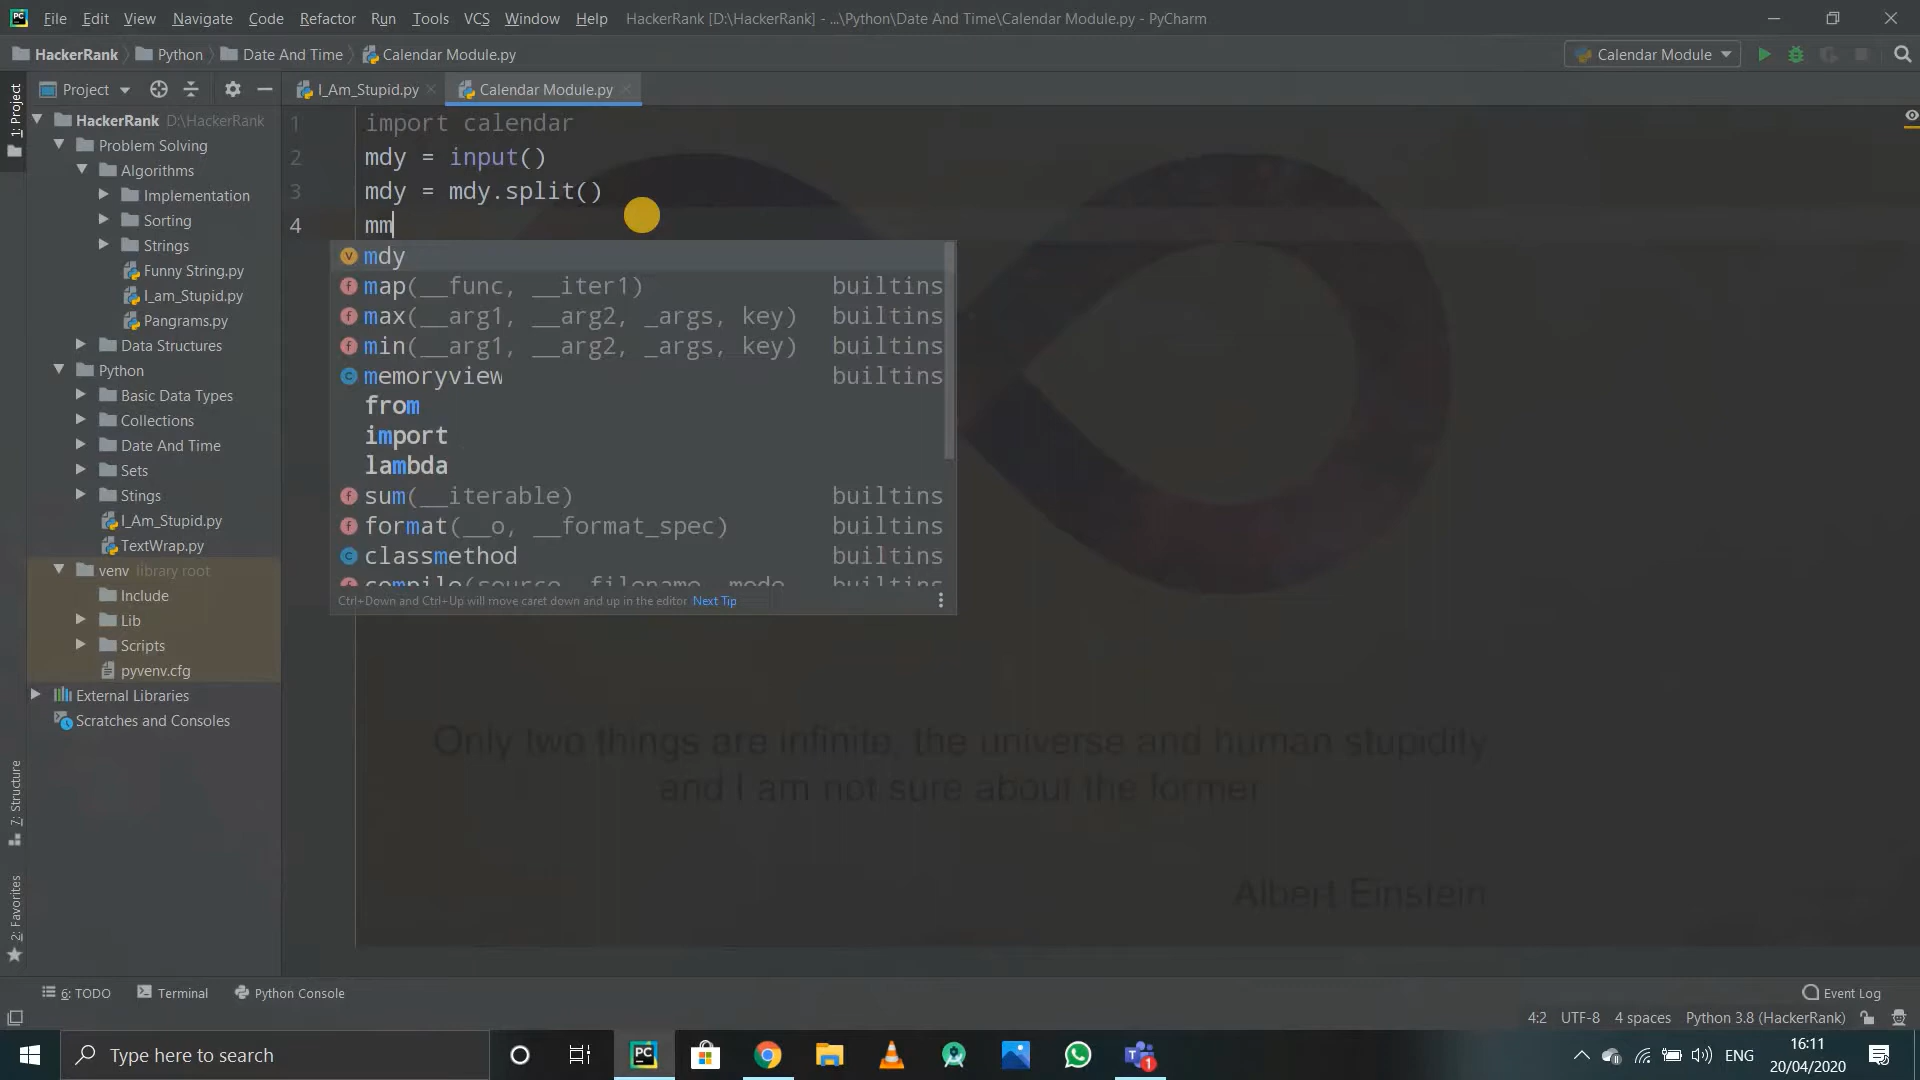 File Edit View Navigate Code Refactor Run Tools VCS Window Help HackerRank [D:\HackerRank] - ...\Python\Date And Time\Calendar Module.py - PyCharm
HackerRank Python Date And Time Calendar Module.py Calendar Module
Project I_Am_Stupid.py Calendar Module.py
1: Project
HackerRank D:\HackerRank
Problem Solving
Algorithms
Implementation
Sorting
Strings
Funny String.py
I_am_Stupid.py
Pangrams.py
Data Structures
Python
Basic Data Types
Collections
Date And Time
Sets
Stings
I_Am_Stupid.py
TextWrap.py
venv library root
Include
Lib
Scripts
pyvenv.cfg
External Libraries
Scratches and Consoles
7: Structure
2: Favorites
1 import calendar
2 mdy = input()
3 mdy = mdy.split()
4 mm
mdy
map(__func, __iter1) builtins
max(__arg1, __arg2, _args, key) builtins
min(__arg1, __arg2, _args, key) builtins
memoryview builtins
from
import
lambda
sum(__iterable) builtins
format(__o, __format_spec) builtins
classmethod builtins
compile(source, filename, mode builtins
Ctrl+Down and Ctrl+Up will move caret down and up in the editor Next Tip
Only two things are infinite, the universe and human stupidity
and I am not sure about the former
Albert Einstein
6: TODO Terminal Python Console Event Log
4:2 UTF-8 4 spaces Python 3.8 (HackerRank)
Type here to search ENG 16:11
20/04/2020